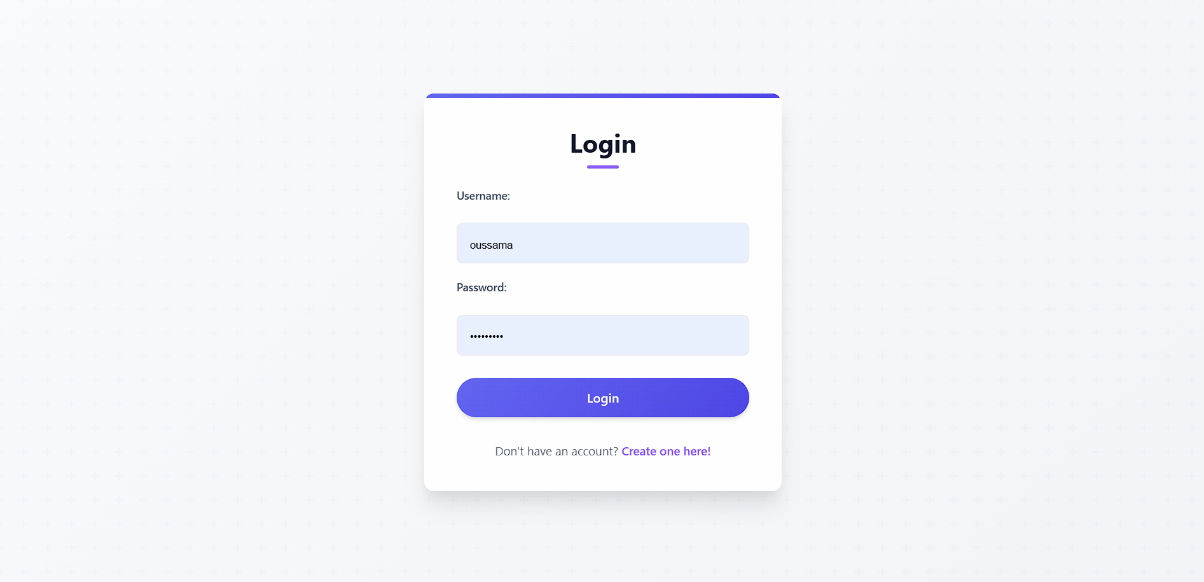 Login
Username:
oussama
Password:
•••••••••
Login
Don't have an account? Create one here!